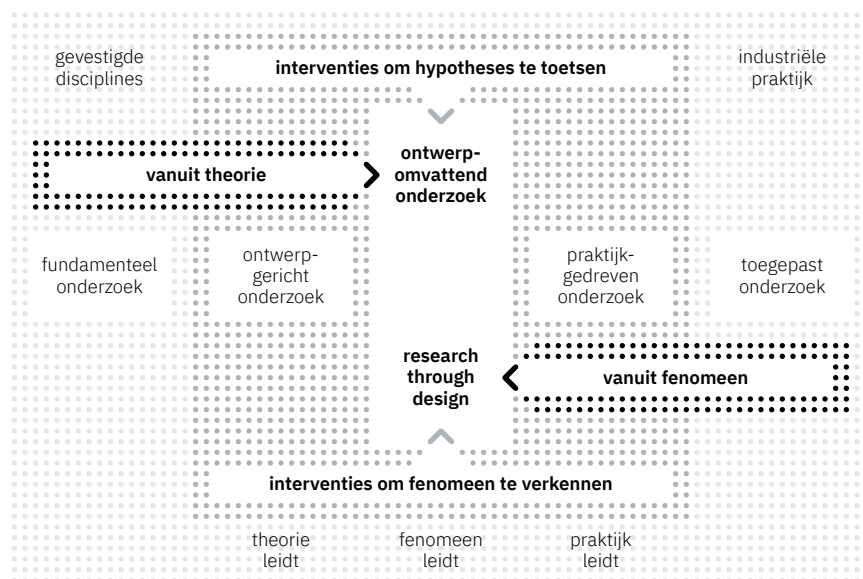 gevestigde
disciplines
interventies om hypotheses te toetsen
industriële
praktijk
vanuit theorie
ontwerp-
omvattend
onderzoek
fundamenteel
onderzoek
ontwerp-
gericht
onderzoek
praktijk-
gedreven
onderzoek
toegepast
onderzoek
research
through
design
vanuit fenomeen
interventies om fenomeen te verkennen
theorie
leidt
fenomeen
leidt
praktijk
leidt